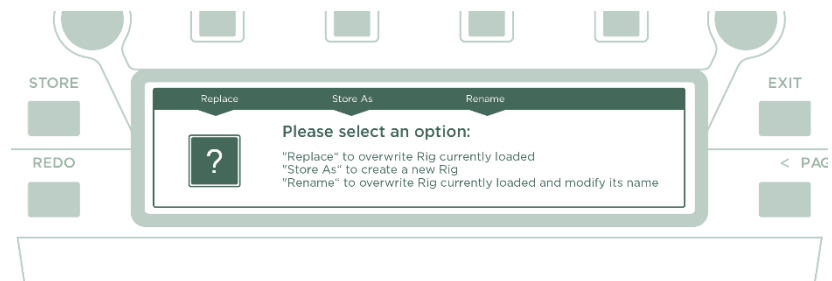 STORE
EXIT
Replace
Store As
Rename
Please select an option:
?
"Replace“ to overwrite Rig currently loaded
"Store As“ to create a new Rig
"Rename“ to overwrite Rig currently loaded and modify its name
REDO
<